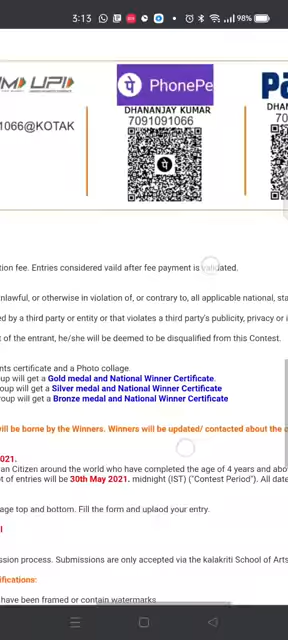 3:13
98%
UPI
PhonePe
DHANANJAY KUMAR
7091091066
1066@KOTAK
tion fee. Entries considered vaild after fee payment is validated.
nlawful, or otherwise in violation of, or contrary to, all applicable national, sta
ed by a third party or entity or that violates a third party's publicity, privacy or i
t of the entrant, he/she will be deemed to be disqualified from this Contest.
nts certificate and a Photo collage.
up will get a Gold medal and National Winner Certificate.
oup will get a Silver medal and National Winner Certificate
roup will get a Bronze medal and National Winner Certificate
will be borne by the Winners. Winners will be updated/ contacted about the
021.
an Citizen around the world who have completed the age of 4 years and abo
t of entries will be 30th May 2021. midnight (IST) ("Contest Period"). All date
age top and bottom. Fill the form and uplaod your entry.
ssion process. Submissions are only accepted via the kalakriti School of Arts
ifications:
have been framed or contain watermarks